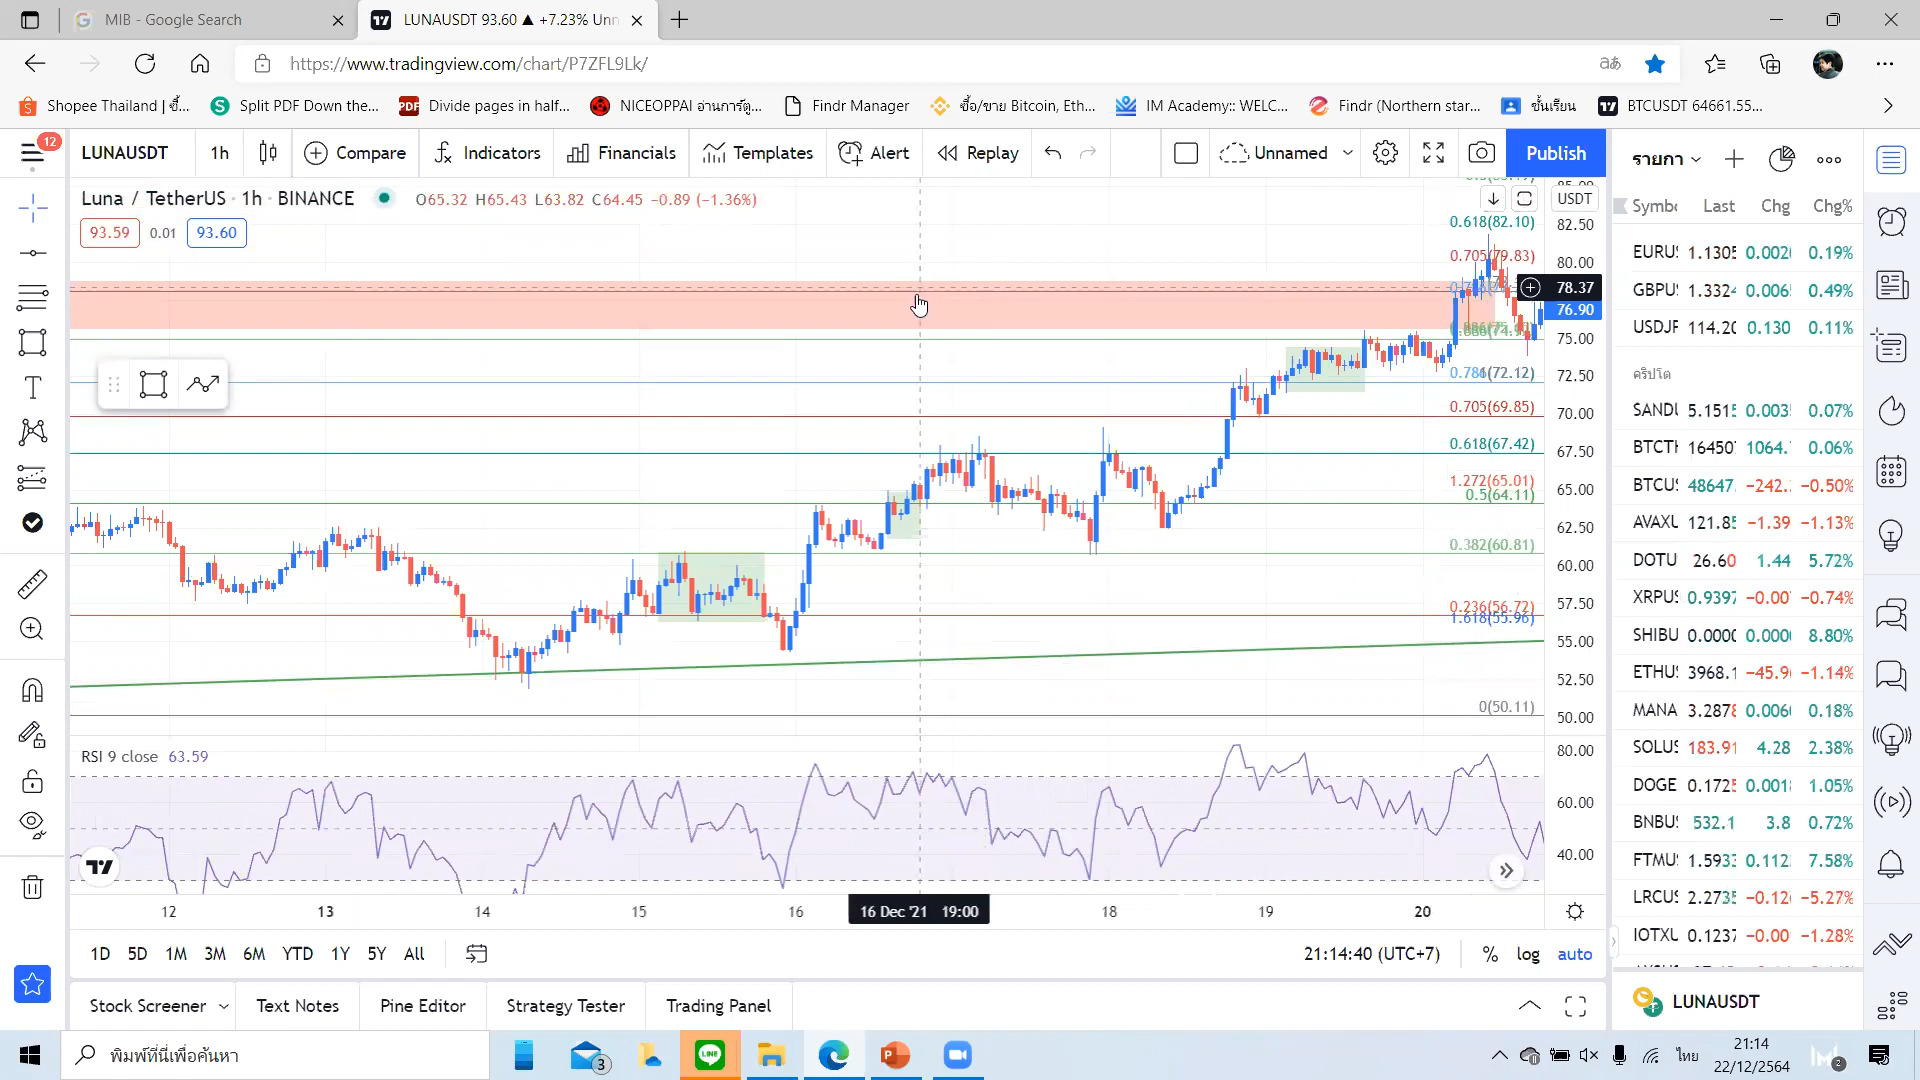 MIB - Google Search
LUNAUSDT 93.60 ▲ +7.23% Unn
https://www.tradingview.com/chart/P7ZFL9Lk/
Shopee Thailand | ซื้...
Split PDF Down the...
Divide pages in half...
NICEOPPAI อ่านการ์ตู...
Findr Manager
ซื้อ/ขาย Bitcoin, Eth...
IM Academy:: WELC...
Findr (Northern star...
ชั้นเรียน
BTCUSDT 64661.55...
12
LUNAUSDT
1h
Compare
Indicators
Financials
Templates
Alert
Replay
Unnamed
Publish
รายกา
Luna / TetherUS · 1h · BINANCE
O65.32 H65.43 L63.82 C64.45 −0.89 (−1.36%)
USDT
93.59 0.01 93.60
Last Chg Chg%
0.618(82.10)
0.705(79.83)
0.786(72.12)
0.705(69.85)
0.618(67.42)
1.272(65.01)
0.5(64.11)
0.382(60.81)
0.236(56.72)
1.618(55.96)
0(50.11)
82.50
80.00
78.37
76.90
75.00
72.50
70.00
67.50
65.00
62.50
60.00
57.50
55.00
52.50
50.00
RSI 9 close 63.59
80.00
60.00
40.00
12 13 14 15 16 16 Dec '21 19:00 18 19 20
EURU 1.1305 0.0020 0.19%
GBPU 1.3324 0.0065 0.49%
USDJF 114.20 0.130 0.11%
คริปโต
SANDU 5.1515 0.003 0.07%
BTCTH 164507 1064. 0.06%
BTCUS 48647. −242. −0.50%
AVAXU 121.85 −1.39 −1.13%
DOTU 26.60 1.44 5.72%
XRPUS 0.9397 −0.00 −0.74%
SHIBU 0.0000 0.000 8.80%
ETHUS 3968.1 −45.9 −1.14%
MANA 3.2878 0.006 0.18%
SOLUS 183.91 4.28 2.38%
DOGE 0.1725 0.001 1.05%
BNBUS 532.1 3.8 0.72%
FTMUS 1.5933 0.112 7.58%
LRCUS 2.2735 −0.12 −5.27%
IOTXU 0.1237 −0.00 −1.28%
1D 5D 1M 3M 6M YTD 1Y 5Y All
21:14:40 (UTC+7)
% log auto
Stock Screener
Text Notes
Pine Editor
Strategy Tester
Trading Panel
LUNAUSDT
พิมพ์ที่นี่เพื่อค้นหา
3
ไทย
21:14
22/12/2564
2